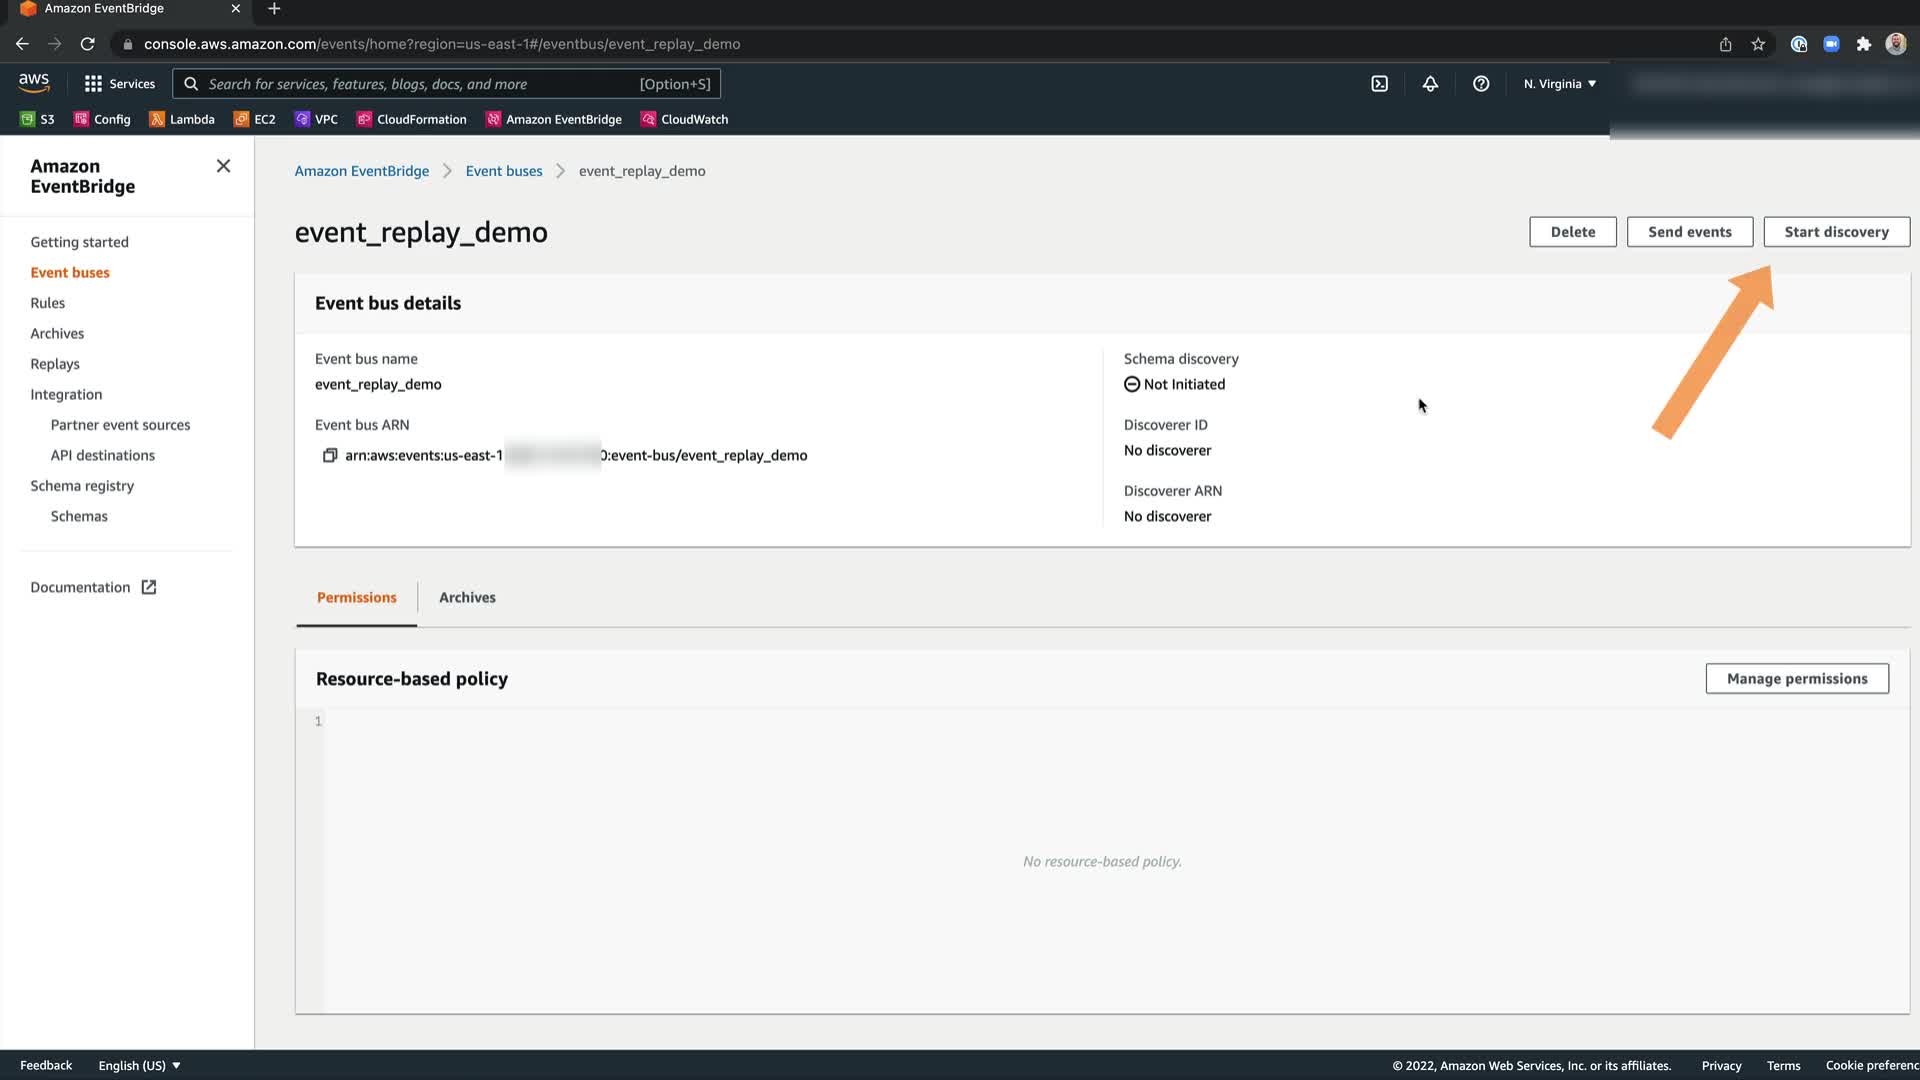 Amazon EventBridge
console.aws.amazon.com/events/home?region=us-east-1#/eventbus/event_replay_demo
aws
Services
Search for services, features, blogs, docs, and more
[Option+S]
N. Virginia
S3
Config
Lambda
EC2
VPC
CloudFormation
Amazon EventBridge
CloudWatch
Amazon
EventBridge
Getting started
Event buses
Rules
Archives
Replays
Integration
Partner event sources
API destinations
Schema registry
Schemas
Documentation
Amazon EventBridge
Event buses
event_replay_demo
event_replay_demo
Delete
Send events
Start discovery
Event bus details
Event bus name
event_replay_demo
Event bus ARN
arn:aws:events:us-east-1
0:event-bus/event_replay_demo
Schema discovery
Not Initiated
Discoverer ID
No discoverer
Discoverer ARN
No discoverer
Permissions
Archives
Resource-based policy
Manage permissions
1
No resource-based policy.
Feedback
English (US)
© 2022, Amazon Web Services, Inc. or its affiliates.
Privacy
Terms
Cookie preferenc